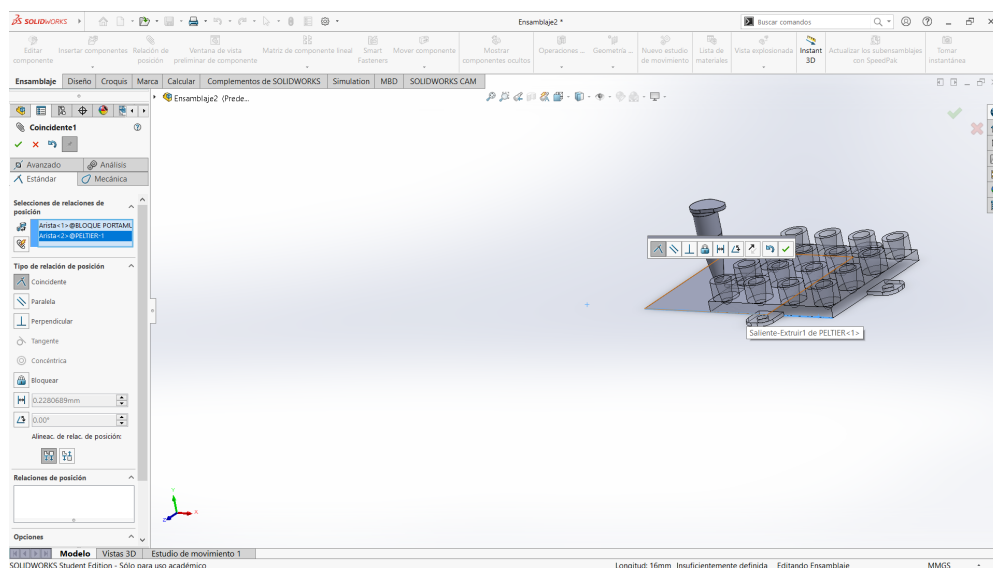 SOLIDWORKS
Ensamblaje2 *
Buscar comandos
Editar componente
Insertar componentes
Relación de posición
Ventana de vista preliminar de componente
Matriz de componente lineal
Smart Fasteners
Mover componente
Mostrar componentes ocultos
Operaciones ...
Geometría ...
Nuevo estudio de movimiento
Lista de materiales
Vista explosionada
Instant 3D
Actualizar los subensamblajes con SpeedPak
Tomar instantánea
Ensamblaje Diseño Croquis Marca Calcular Complementos de SOLIDWORKS Simulation MBD SOLIDWORKS CAM
Ensamblaje2 (Prede...
Coincidente1
Avanzado Análisis
Estándar Mecánica
Selecciones de relaciones de
posición
Arista<1>@BLOQUE PORTAMU
Arista<2>@PELTIER-1
Tipo de relación de posición
Coincidente
Paralela
Perpendicular
Tangente
Concéntrica
Bloquear
0.2280689mm
0.00°
Alineac. de relac. de posición:
Relaciones de posición
Opciones
Saliente-Extruir1 de PELTIER<1>
Y
X
Z
Modelo Vistas 3D Estudio de movimiento 1
SOLIDWORKS Student Edition - Sólo para uso académico
Longitud: 16mm Insuficientemente definida Editando Ensamblaje MMGS